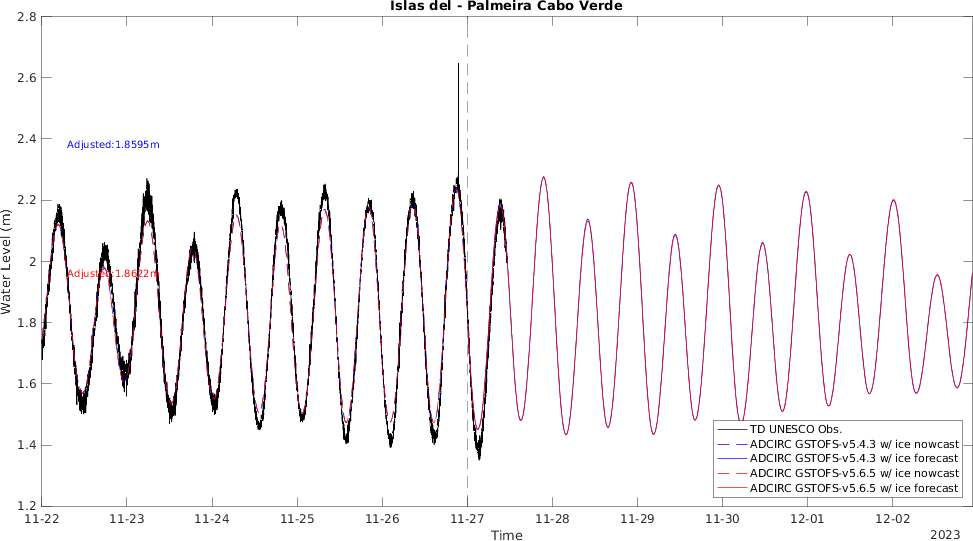 Islas del - Palmeira Cabo Verde
2.8
2.6
2.4
2.2
2
1.8
1.6
1.4
1.2
Water Level (m)
Adjusted:1.8595m
Adjusted:1.8622m
TD UNESCO Obs.
ADCIRC GSTOFS-v5.4.3 w/ ice nowcast
ADCIRC GSTOFS-v5.4.3 w/ ice forecast
ADCIRC GSTOFS-v5.6.5 w/ ice nowcast
ADCIRC GSTOFS-v5.6.5 w/ ice forecast
11-22 11-23 11-24 11-25 11-26 11-27 11-28 11-29 11-30 12-01 12-02
Time
2023